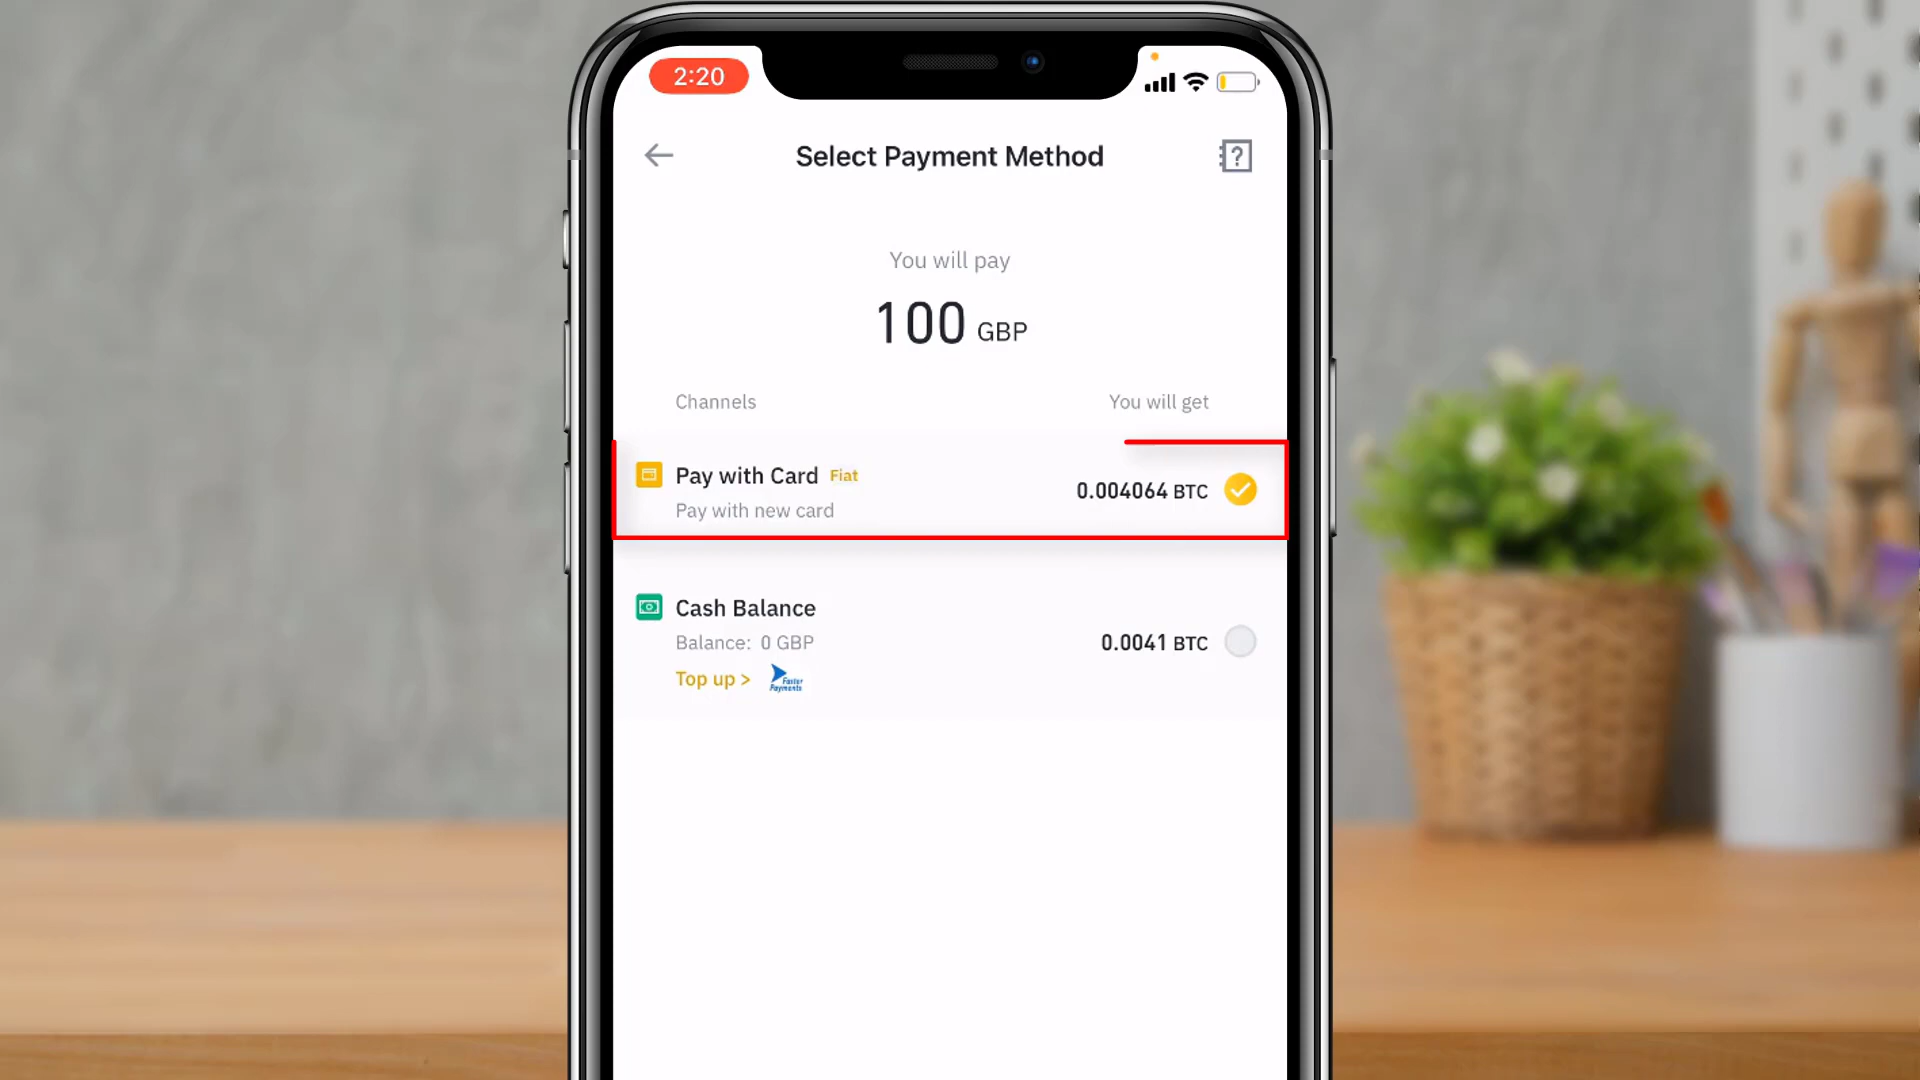 2:20
Select Payment Method
You will pay
100 GBP
Channels You will get
Pay with Card Fiat
0.004064 BTC
Pay with new card
Cash Balance
Balance: 0 GBP
0.0041 BTC
Top up >
Faster
Payments